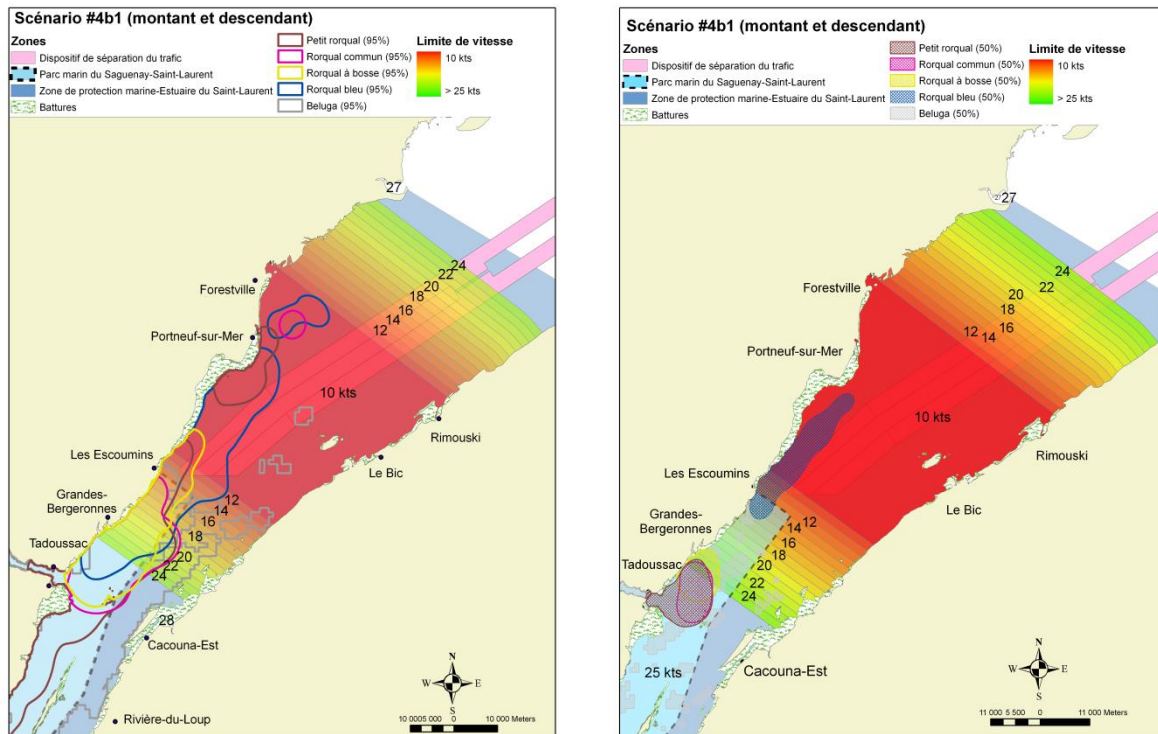 Scénario #4b1 (montant et descendant)
Zones
Dispositif de séparation du trafic
Parc marin du Saguenay-Saint-Laurent
Zone de protection marine-Estuaire du Saint-Laurent
Battures
Petit rorqual (95%)
Rorqual commun (95%)
Rorqual à bosse (95%)
Rorqual bleu (95%)
Beluga (95%)
Limite de vitesse
10 kts
> 25 kts
27
24
22
20
18
16
14
12
Forestville
Portneuf-sur-Mer
10 kts
Rimouski
Le Bic
Les Escoumins
Grandes-
Bergeronnes
Tadoussac
12
14
16
18
20
22
24
28
Cacouna-Est
Rivière-du-Loup
N
W E
S
10 0005 000 0 10 000 Meters
Scénario #4b1 (montant et descendant)
Zones
Dispositif de séparation du trafic
Parc marin du Saguenay-Saint-Laurent
Zone de protection marine-Estuaire du Saint-Laurent
Battures
Petit rorqual (50%)
Rorqual commun (50%)
Rorqual à bosse (50%)
Rorqual bleu (50%)
Beluga (50%)
Limite de vitesse
10 kts
> 25 kts
27
24
22
20
18
16
14
12
Forestville
Portneuf-sur-Mer
10 kts
Rimouski
Le Bic
Les Escoumins
Grandes-
Bergeronnes
Tadoussac
12
14
16
18
20
22
24
Cacouna-Est
25 kts
N
W E
S
11 000 5 500 0 11 000 Meters